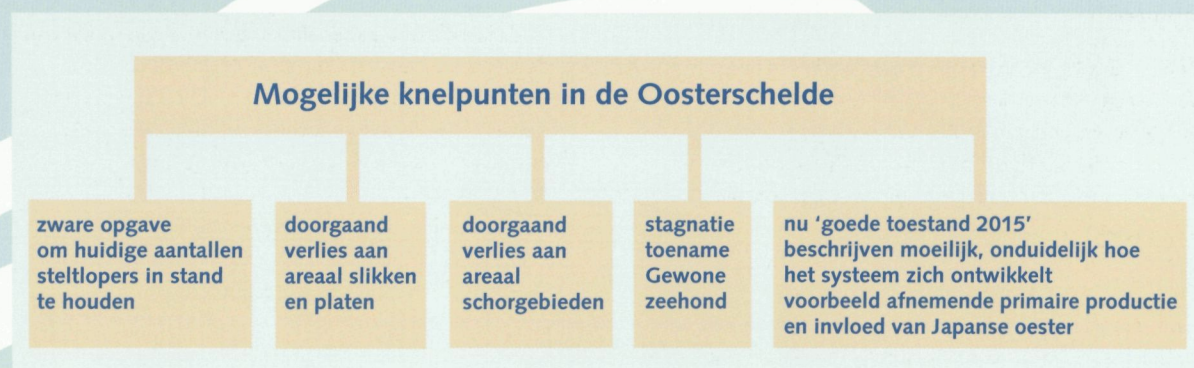 Mogelijke knelpunten in de Oosterschelde
zware opgave
om huidige aantallen
steltlopers in stand
te houden
doorgaand
verlies aan
areaal slikken
en platen
doorgaand
verlies aan
areaal
schorgebieden
stagnatie
toename
Gewone
zeehond
nu ‘goede toestand 2015’
beschrijven moeilijk, onduidelijk hoe
het systeem zich ontwikkelt
voorbeeld afnemende primaire productie
en invloed van Japanse oester